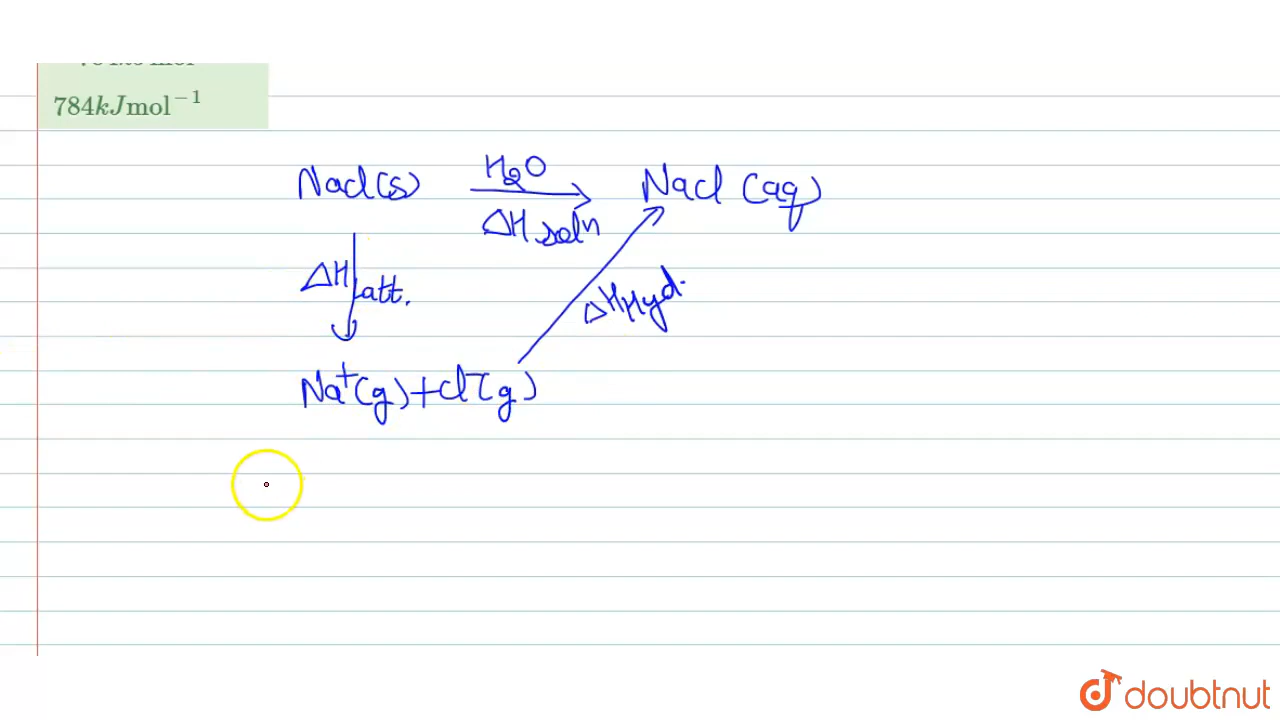 784kJmol⁻¹
Nacl(s) H₂O Nacl (aq)
ΔH soln
ΔH Latt.
ΔH Hyd.
Na⁺(g)+Cl⁻(g)
doubtnut